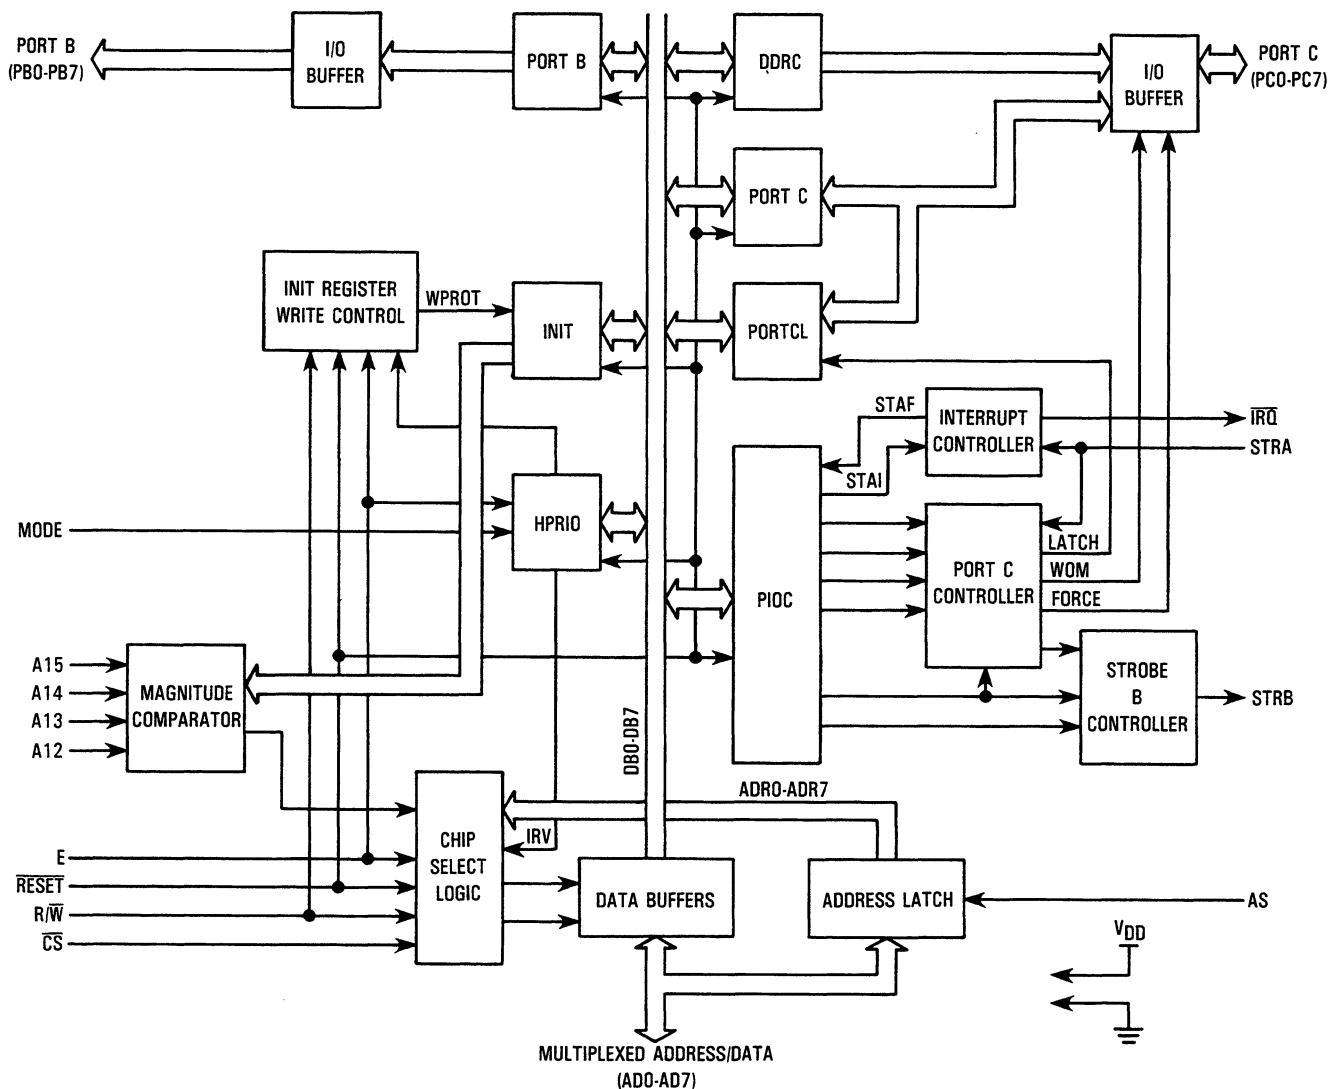 PORT B
(PB0-PB7)
I/O
BUFFER
PORT B
DDRC
I/O
BUFFER
PORT C
(PC0-PC7)
PORT C
INIT REGISTER
WRITE CONTROL
WPROT
INIT
PORTCL
STAF
INTERRUPT
CONTROLLER
IRQ
STRA
STAI
MODE
HPRIO
PIOC
PORT C
CONTROLLER
LATCH
WOM
FORCE
A15
A14
A13
A12
MAGNITUDE
COMPARATOR
STROBE
B
CONTROLLER
STRB
DB0-DB7
ADR0-ADR7
IRV
CHIP
SELECT
LOGIC
E
RESET
R/W
CS
DATA BUFFERS
ADDRESS LATCH
AS
VDD
MULTIPLEXED ADDRESS/DATA
(AD0-AD7)